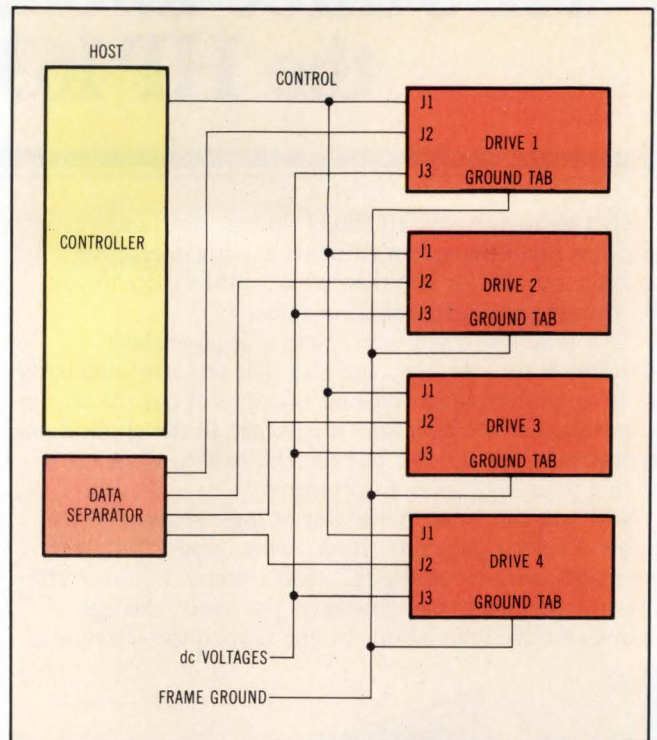 HOST
CONTROL
CONTROLLER
DATA
SEPARATOR
J1
J2
DRIVE 1
J3
GROUND TAB
J1
J2
DRIVE 2
J3
GROUND TAB
J1
J2
DRIVE 3
J3
GROUND TAB
J1
J2
DRIVE 4
J3
GROUND TAB
dc VOLTAGES
FRAME GROUND